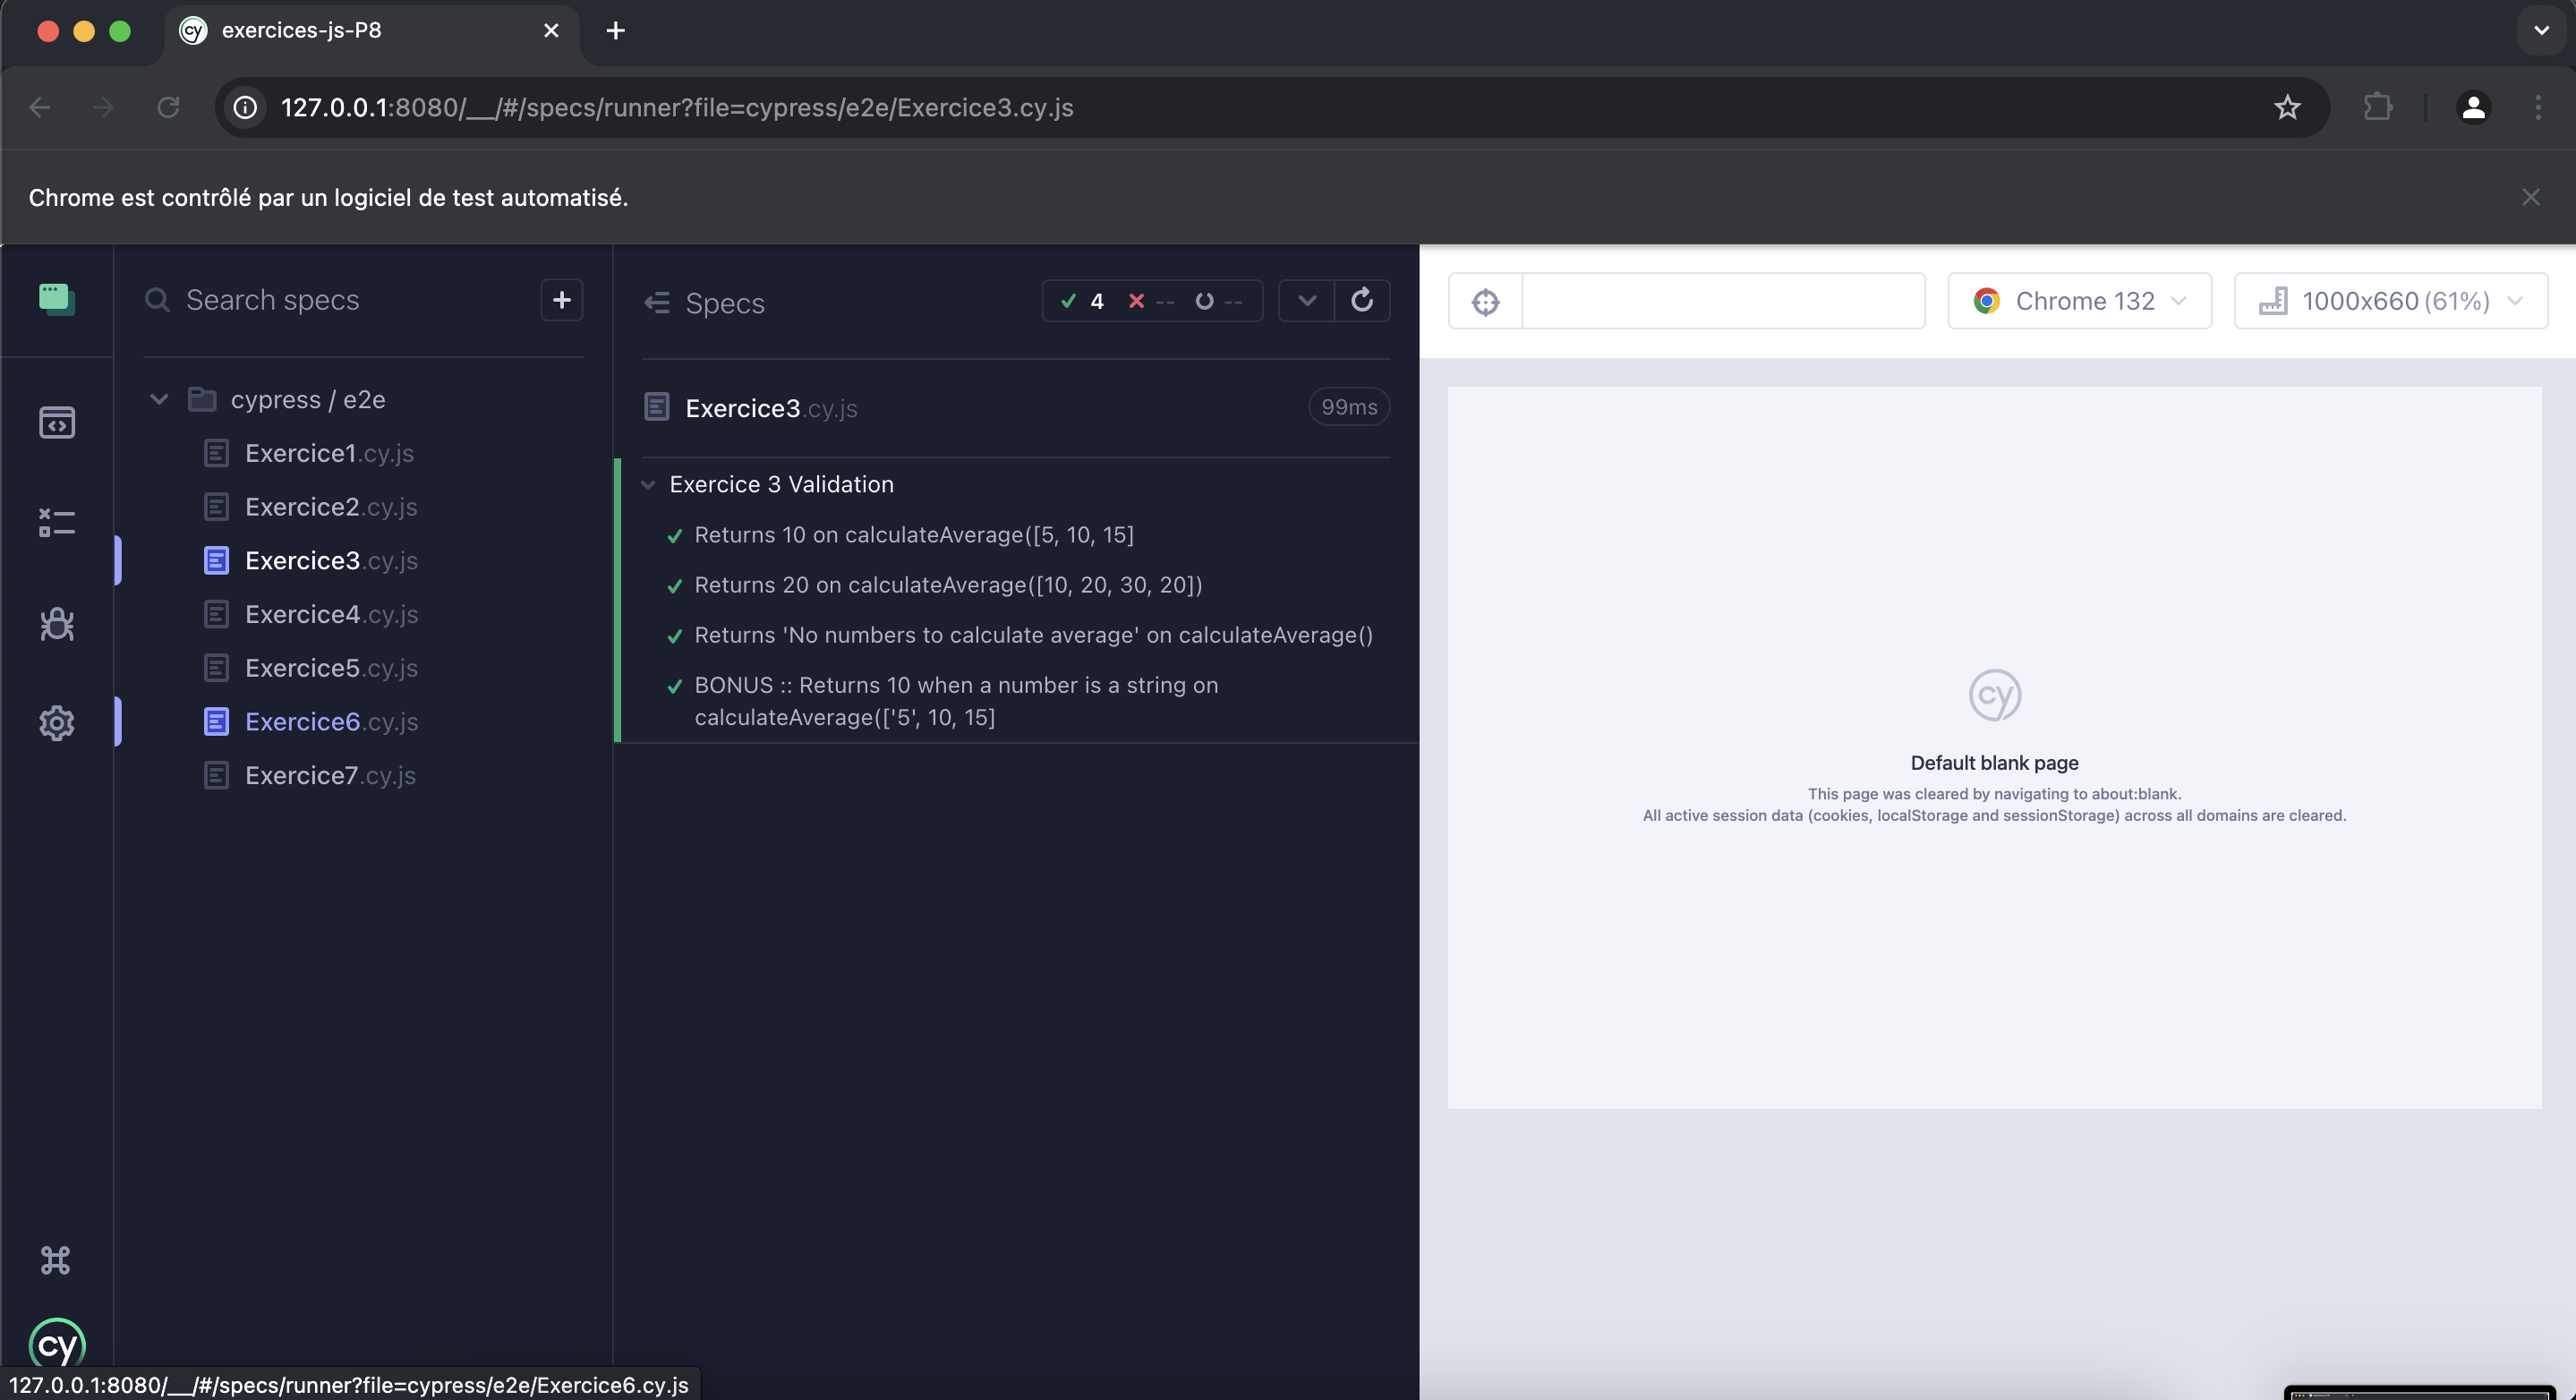 cy exercices-js-P8
127.0.0.1:8080/__/#/specs/runner?file=cypress/e2e/Exercice3.cy.js
Chrome est contrôlé par un logiciel de test automatisé.
Search specs
cypress / e2e
Exercice1.cy.js
Exercice2.cy.js
Exercice3.cy.js
Exercice4.cy.js
Exercice5.cy.js
Exercice6.cy.js
Exercice7.cy.js
Specs
4 -- --
Exercice3.cy.js 99ms
Exercice 3 Validation
Returns 10 on calculateAverage([5, 10, 15]
Returns 20 on calculateAverage([10, 20, 30, 20])
Returns 'No numbers to calculate average' on calculateAverage()
BONUS :: Returns 10 when a number is a string on
calculateAverage(['5', 10, 15]
Chrome 132
1000x660 (61%)
cy
Default blank page
This page was cleared by navigating to about:blank.
All active session data (cookies, localStorage and sessionStorage) across all domains are cleared.
cy
127.0.0.1:8080/__/#/specs/runner?file=cypress/e2e/Exercice6.cy.js